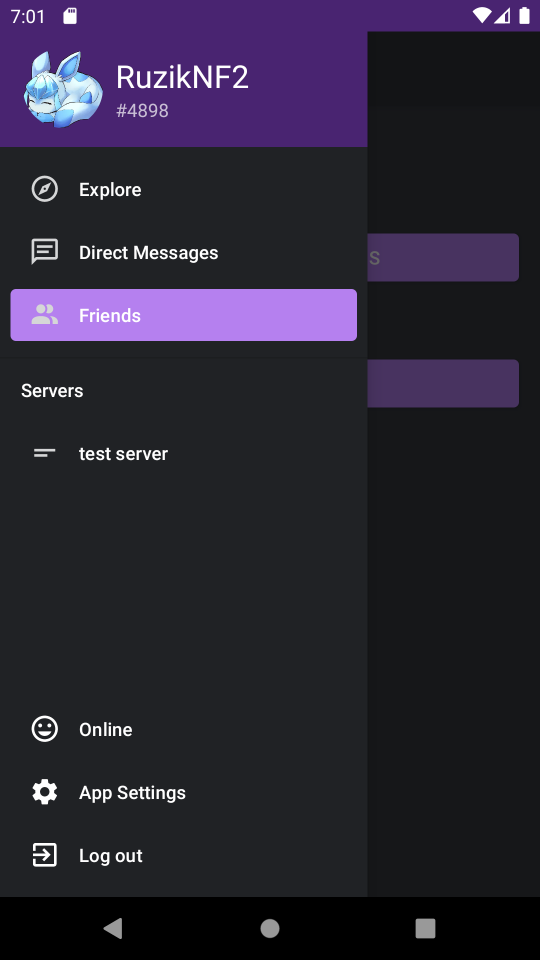 7:01
RuzikNF2
#4898
Explore
Direct Messages
S
Friends
Servers
test server
Online
App Settings
Log out